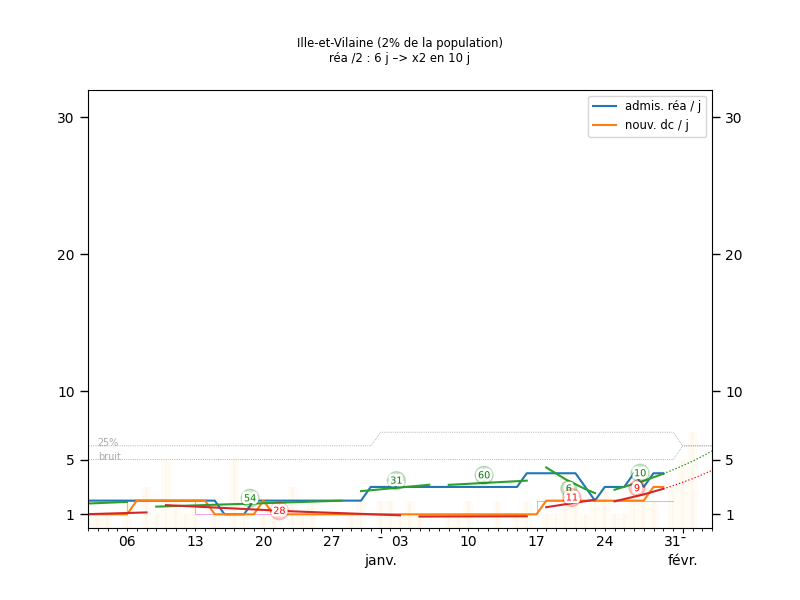 Ille-et-Vilaine (2% de la population)
réa /2 : 6 j –> x2 en 10 j
admis. réa / j
nouv. dc / j
30 30
20 20
10 10
25%
bruit
5 5
1 1
54 28 31 60 6 11 10 9
06 13 20 27 - 03 10 17 24 31-
janv. févr.